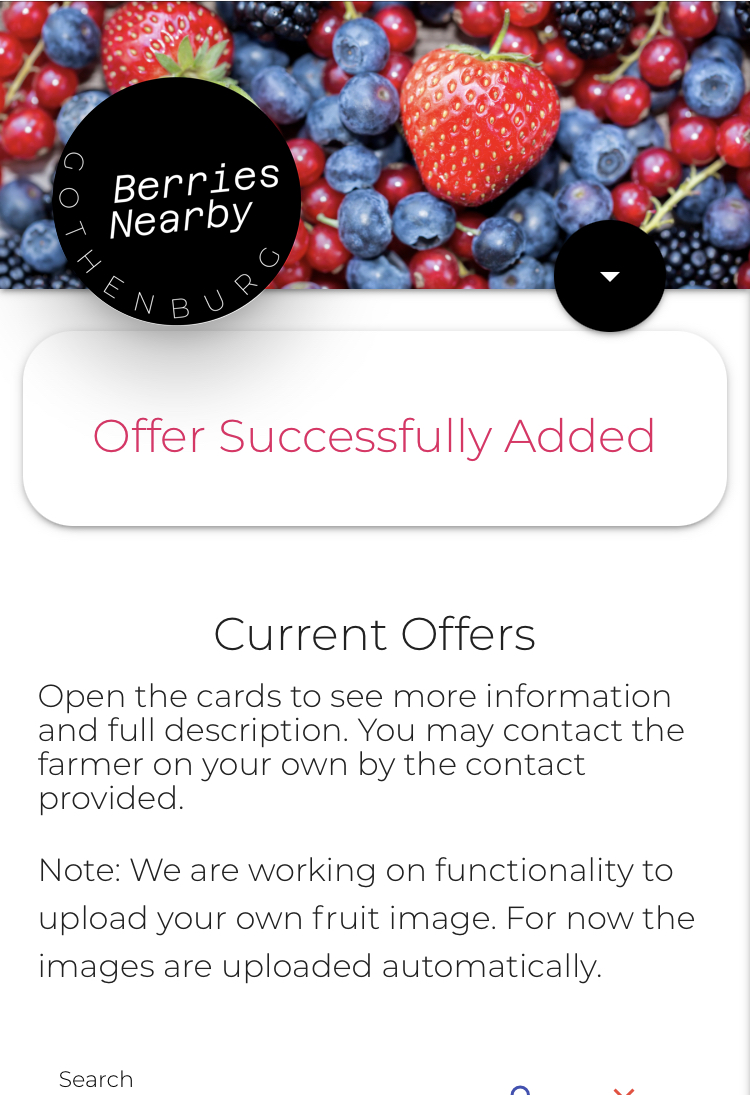 Berries
Nearby
GOTHENBURG
Offer Successfully Added
Current Offers
Open the cards to see more information
and full description. You may contact the
farmer on your own by the contact
provided.
Note: We are working on functionality to
upload your own fruit image. For now the
images are uploaded automatically.
Search